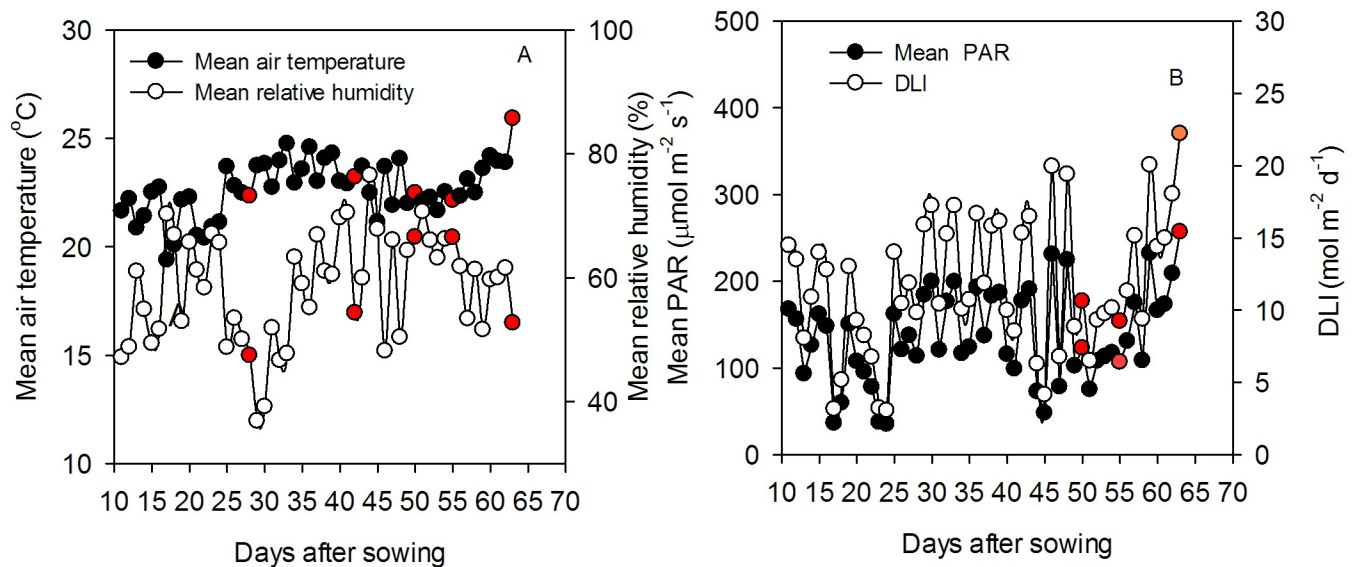 A
Mean air temperature
Mean relative humidity
Mean air temperature (°C)
30
25
20
15
10
Mean relative humidity (%)
100
80
60
40
A
10 15 20 25 30 35 40 45 50 55 60 65 70
Days after sowing
B
Mean PAR
DLI
Mean PAR (μmol m⁻² s⁻¹)
500
400
300
200
100
0
DLI (mol m⁻² d⁻¹)
30
25
20
15
10
5
0
10 15 20 25 30 35 40 45 50 55 60 65 70
Days after sowing